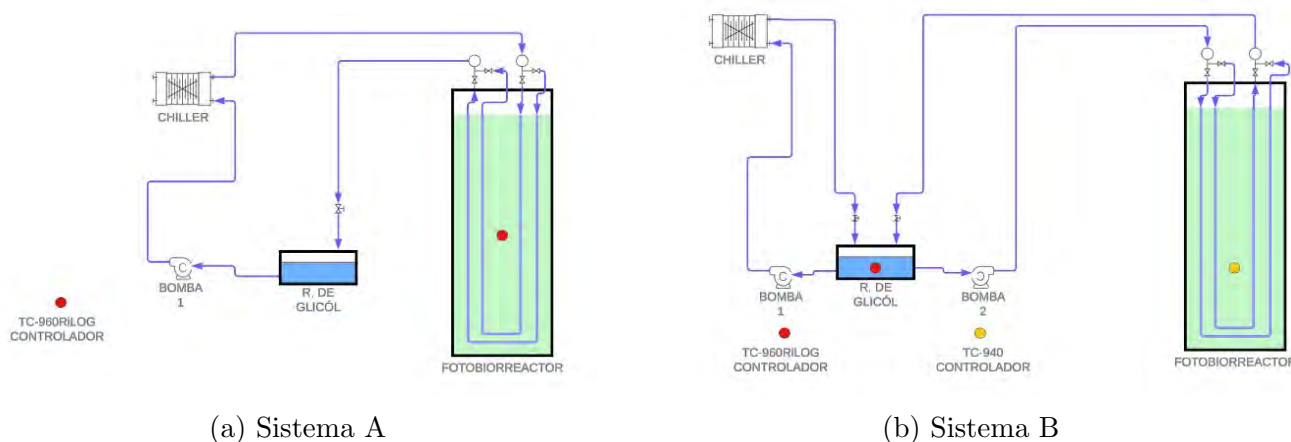 CHILLER
BOMBA
1
R. DE
GLICÓL
TC-960RiLOG
CONTROLADOR
FOTOBIORREACTOR
(a) Sistema A
CHILLER
BOMBA
1
R. DE
GLICÓL
BOMBA
2
TC-960RILOG
CONTROLADOR
TC-940
CONTROLADOR
FOTOBIORREACTOR
(b) Sistema B